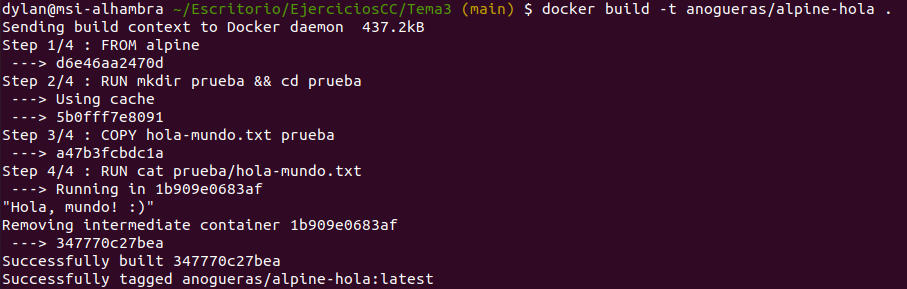 dylan@msi-alhambra ~/Escritorio/EjerciciosCC/Tema3 (main) $ docker build -t anogueras/alpine-hola .
Sending build context to Docker daemon  437.2kB
Step 1/4 : FROM alpine
 ---> d6e46aa2470d
Step 2/4 : RUN mkdir prueba && cd prueba
 ---> Using cache
 ---> 5b0fff7e8091
Step 3/4 : COPY hola-mundo.txt prueba
 ---> a47b3fcbdc1a
Step 4/4 : RUN cat prueba/hola-mundo.txt
 ---> Running in 1b909e0683af
"Hola, mundo! :)"
Removing intermediate container 1b909e0683af
 ---> 347770c27bea
Successfully built 347770c27bea
Successfully tagged anogueras/alpine-hola:latest